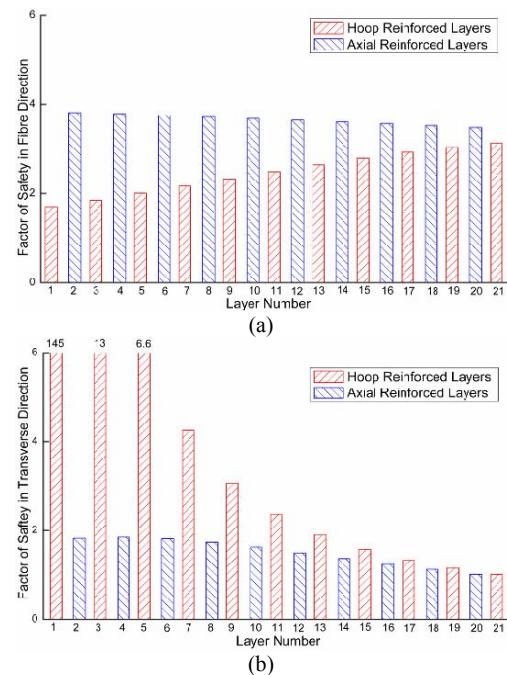 6
4
2
0
Factor of Safety in Fibre Direction
Hoop Reinforced Layers
Axial Reinforced Layers
1 2 3 4 5 6 7 8 9 10 11 12 13 14 15 16 17 18 19 20 21
Layer Number
(a)
145 13 6.6
6
4
2
0
Factor of Saftey in Transverse Direction
Hoop Reinforced Layers
Axial Reinforced Layers
1 2 3 4 5 6 7 8 9 10 11 12 13 14 15 16 17 18 19 20 21
Layer Number
(b)